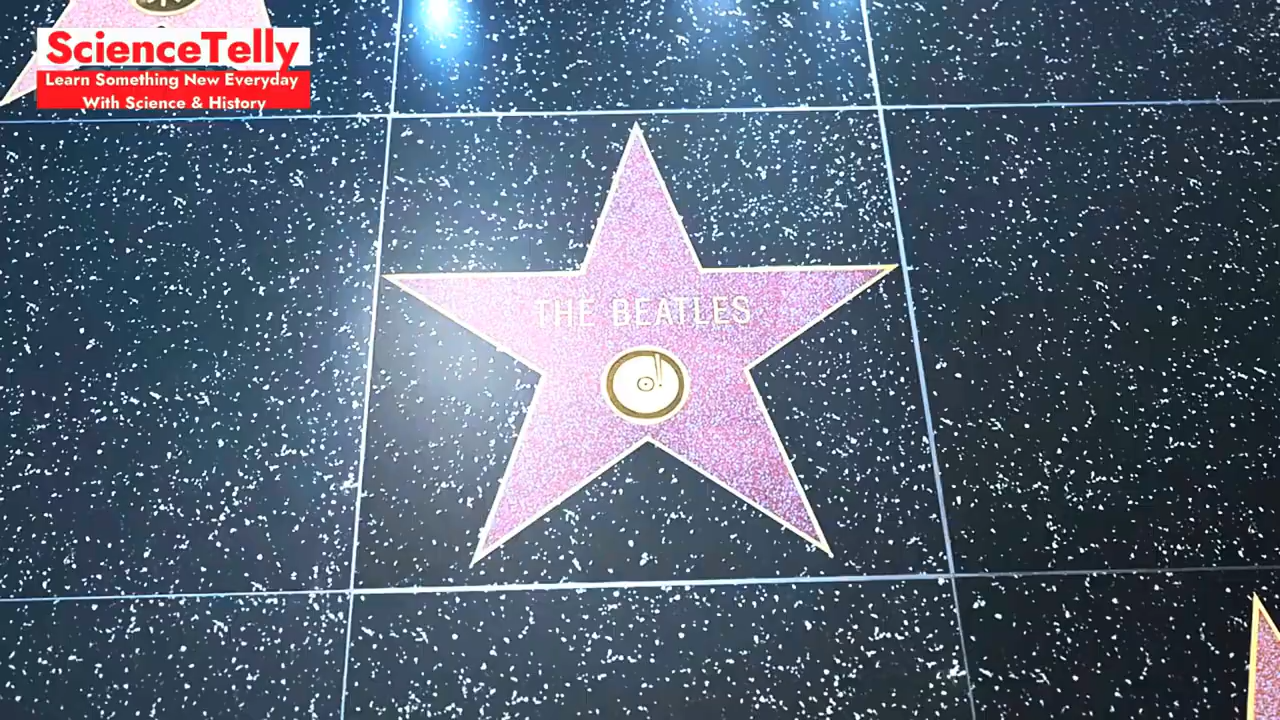 ScienceTelly
Learn Something New Everyday
With Science & History
THE BEATLES